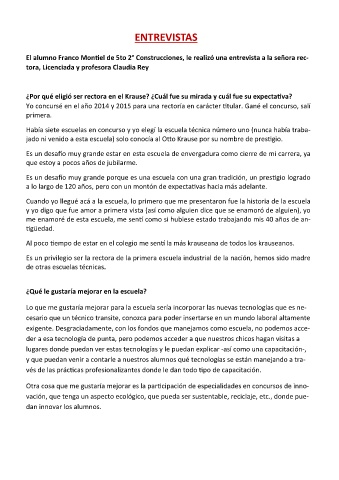 ENTREVISTAS
El alumno Franco Montiel de 5to 2° Construcciones, le realizó una entrevista a la señora rec-
tora, Licenciada y profesora Claudia Rey
¿Por qué eligió ser rectora en el Krause? ¿Cuál fue su mirada y cuál fue su expectativa?
Yo concursé en el año 2014 y 2015 para una rectoría en carácter titular. Gané el concurso, salí
primera.
Había siete escuelas en concurso y yo elegí la escuela técnica número uno (nunca había traba-
jado ni venido a esta escuela) solo conocía al Otto Krause por su nombre de prestigio.
Es un desafío muy grande estar en esta escuela de envergadura como cierre de mi carrera, ya
que estoy a pocos años de jubilarme.
Es un desafío muy grande porque es una escuela con una gran tradición, un prestigio logrado
a lo largo de 120 años, pero con un montón de expectativas hacia más adelante.
Cuando yo llegué acá a la escuela, lo primero que me presentaron fue la historia de la escuela
y yo digo que fue amor a primera vista (así como alguien dice que se enamoró de alguien), yo
me enamoré de esta escuela, me sentí como si hubiese estado trabajando mis 40 años de an-
tigüedad.
Al poco tiempo de estar en el colegio me sentí la más krauseana de todos los krauseanos.
Es un privilegio ser la rectora de la primera escuela industrial de la nación, hemos sido madre
de otras escuelas técnicas.
¿Qué le gustaría mejorar en la escuela?
Lo que me gustaría mejorar para la escuela sería incorporar las nuevas tecnologías que es ne-
cesario que un técnico transite, conozca para poder insertarse en un mundo laboral altamente
exigente. Desgraciadamente, con los fondos que manejamos como escuela, no podemos acce-
der a esa tecnología de punta, pero podemos acceder a que nuestros chicos hagan visitas a
lugares donde puedan ver estas tecnologías y le puedan explicar -así como una capacitación-,
y que puedan venir a contarle a nuestros alumnos qué tecnologías se están manejando a tra-
vés de las prácticas profesionalizantes donde le dan todo tipo de capacitación.
Otra cosa que me gustaría mejorar es la participación de especialidades en concursos de inno-
vación, que tenga un aspecto ecológico, que pueda ser sustentable, reciclaje, etc., donde pue-
dan innovar los alumnos.